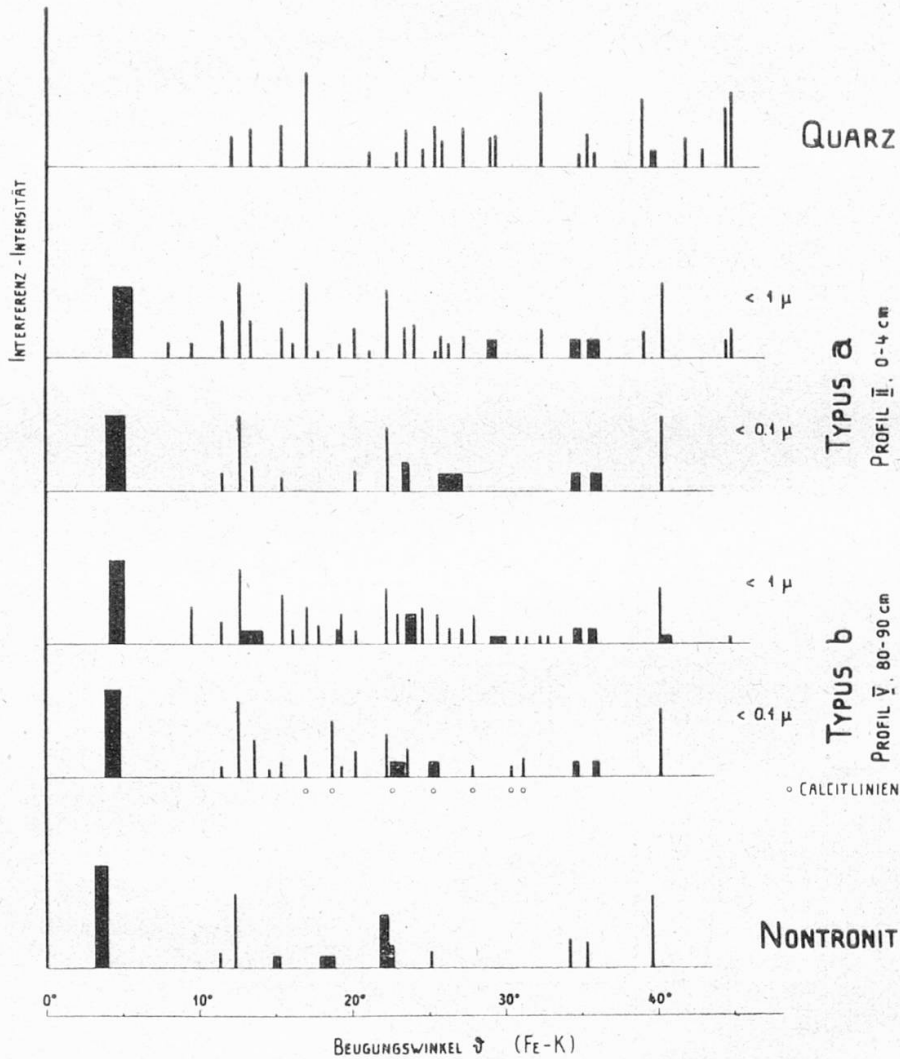 INTERFERENZ - INTENSITÄT
QUARZ
< 1 μ
< 0.1 μ
TYPUS a
PROFIL II. 0-4 cm
< 1 μ
< 0.1 μ
TYPUS b
PROFIL V. 80-90 cm
° CALCITLINIEN
NONTRONIT
0° 10° 20° 30° 40°
BEUGUNGSWINKEL ϑ (FE-K)